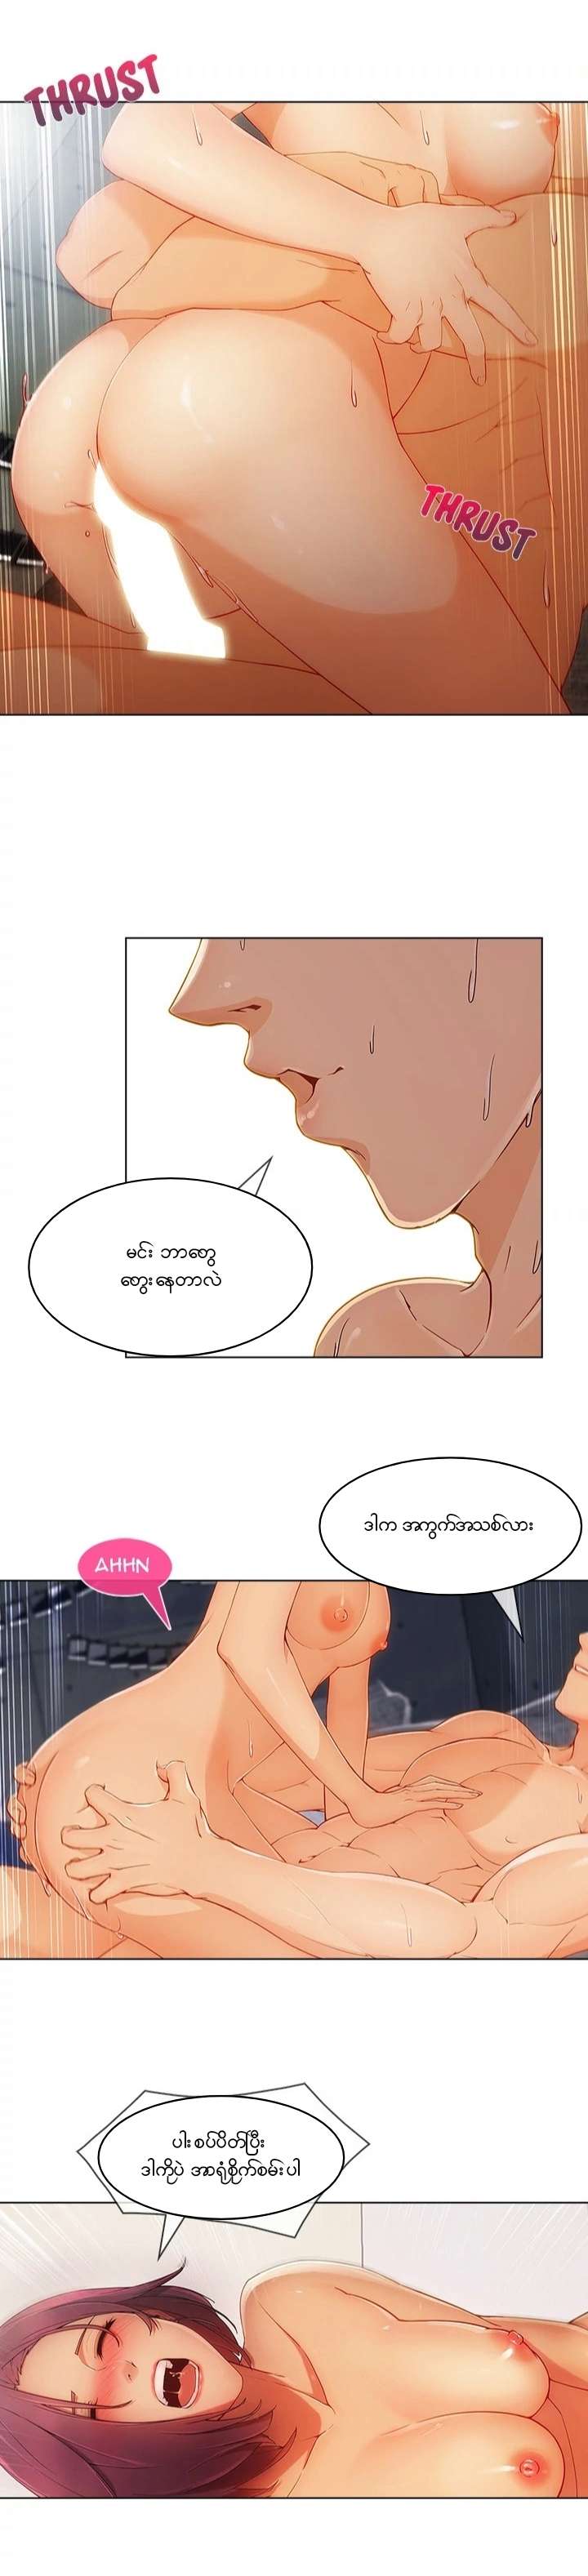 THRUST
THRUST
မင်း ဘာတွေ
တွေးနေတာလဲ
ဒါက အကွက်အသစ်လား
AHHN
ပါးစပ်ပိတ်ပြီး
ဒါကိုပဲ အာရုံစိုက်စမ်းပါ